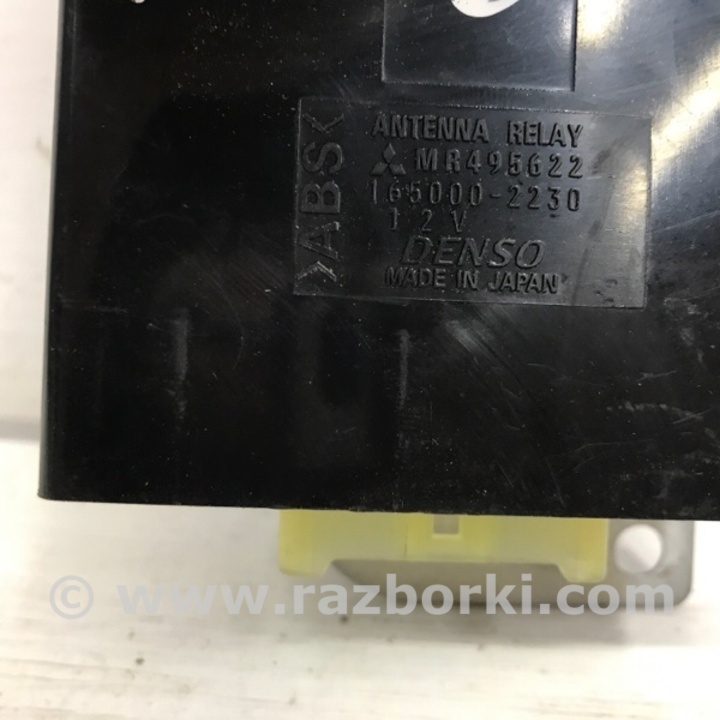 ANTENNA RELAY
MR495622
165000-2230
12V
DENSO
MADE IN JAPAN
>ABS<
© www.razborki.com